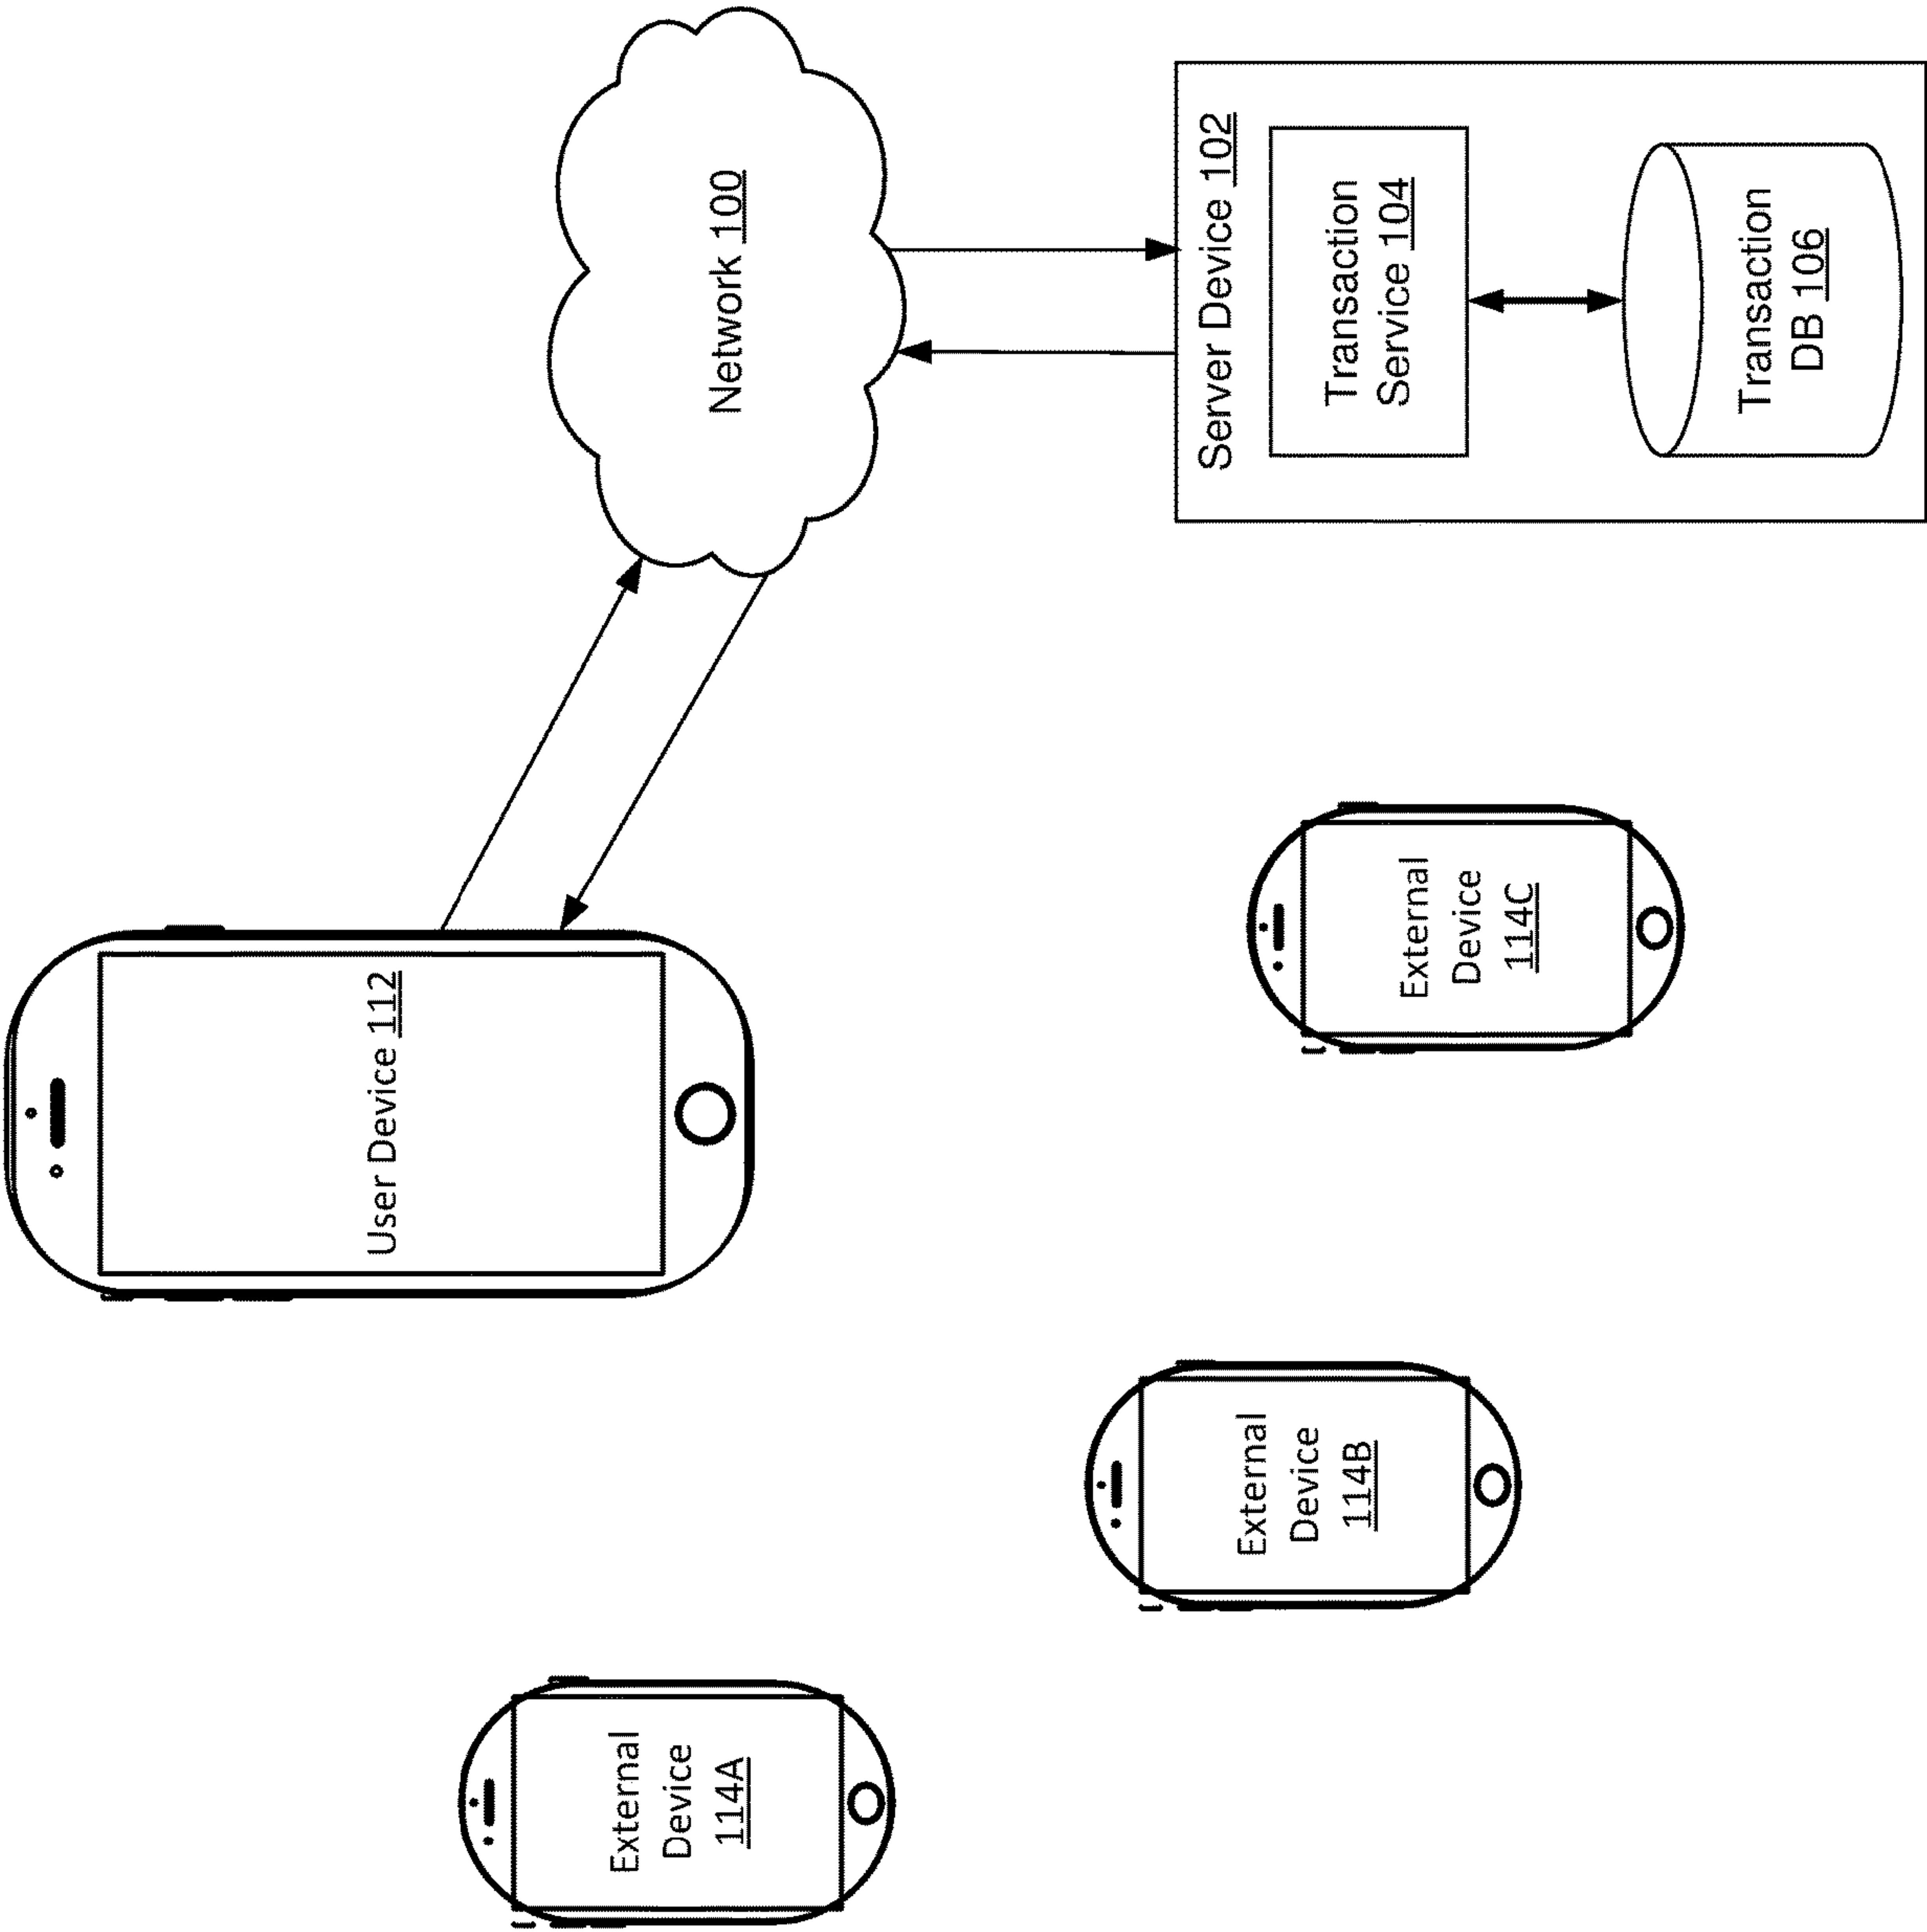 User Device 112
Network 100
External
Device
114A
External
Device
114B
External
Device
114C
Server Device 102
Transaction
Service 104
Transaction
DB 106